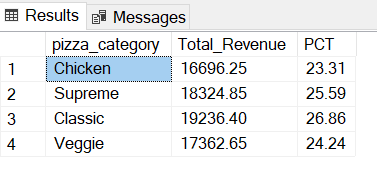 Results Messages
pizza_category Total_Revenue PCT
1 Chicken 16696.25 23.31
2 Supreme 18324.85 25.59
3 Classic 19236.40 26.86
4 Veggie 17362.65 24.24